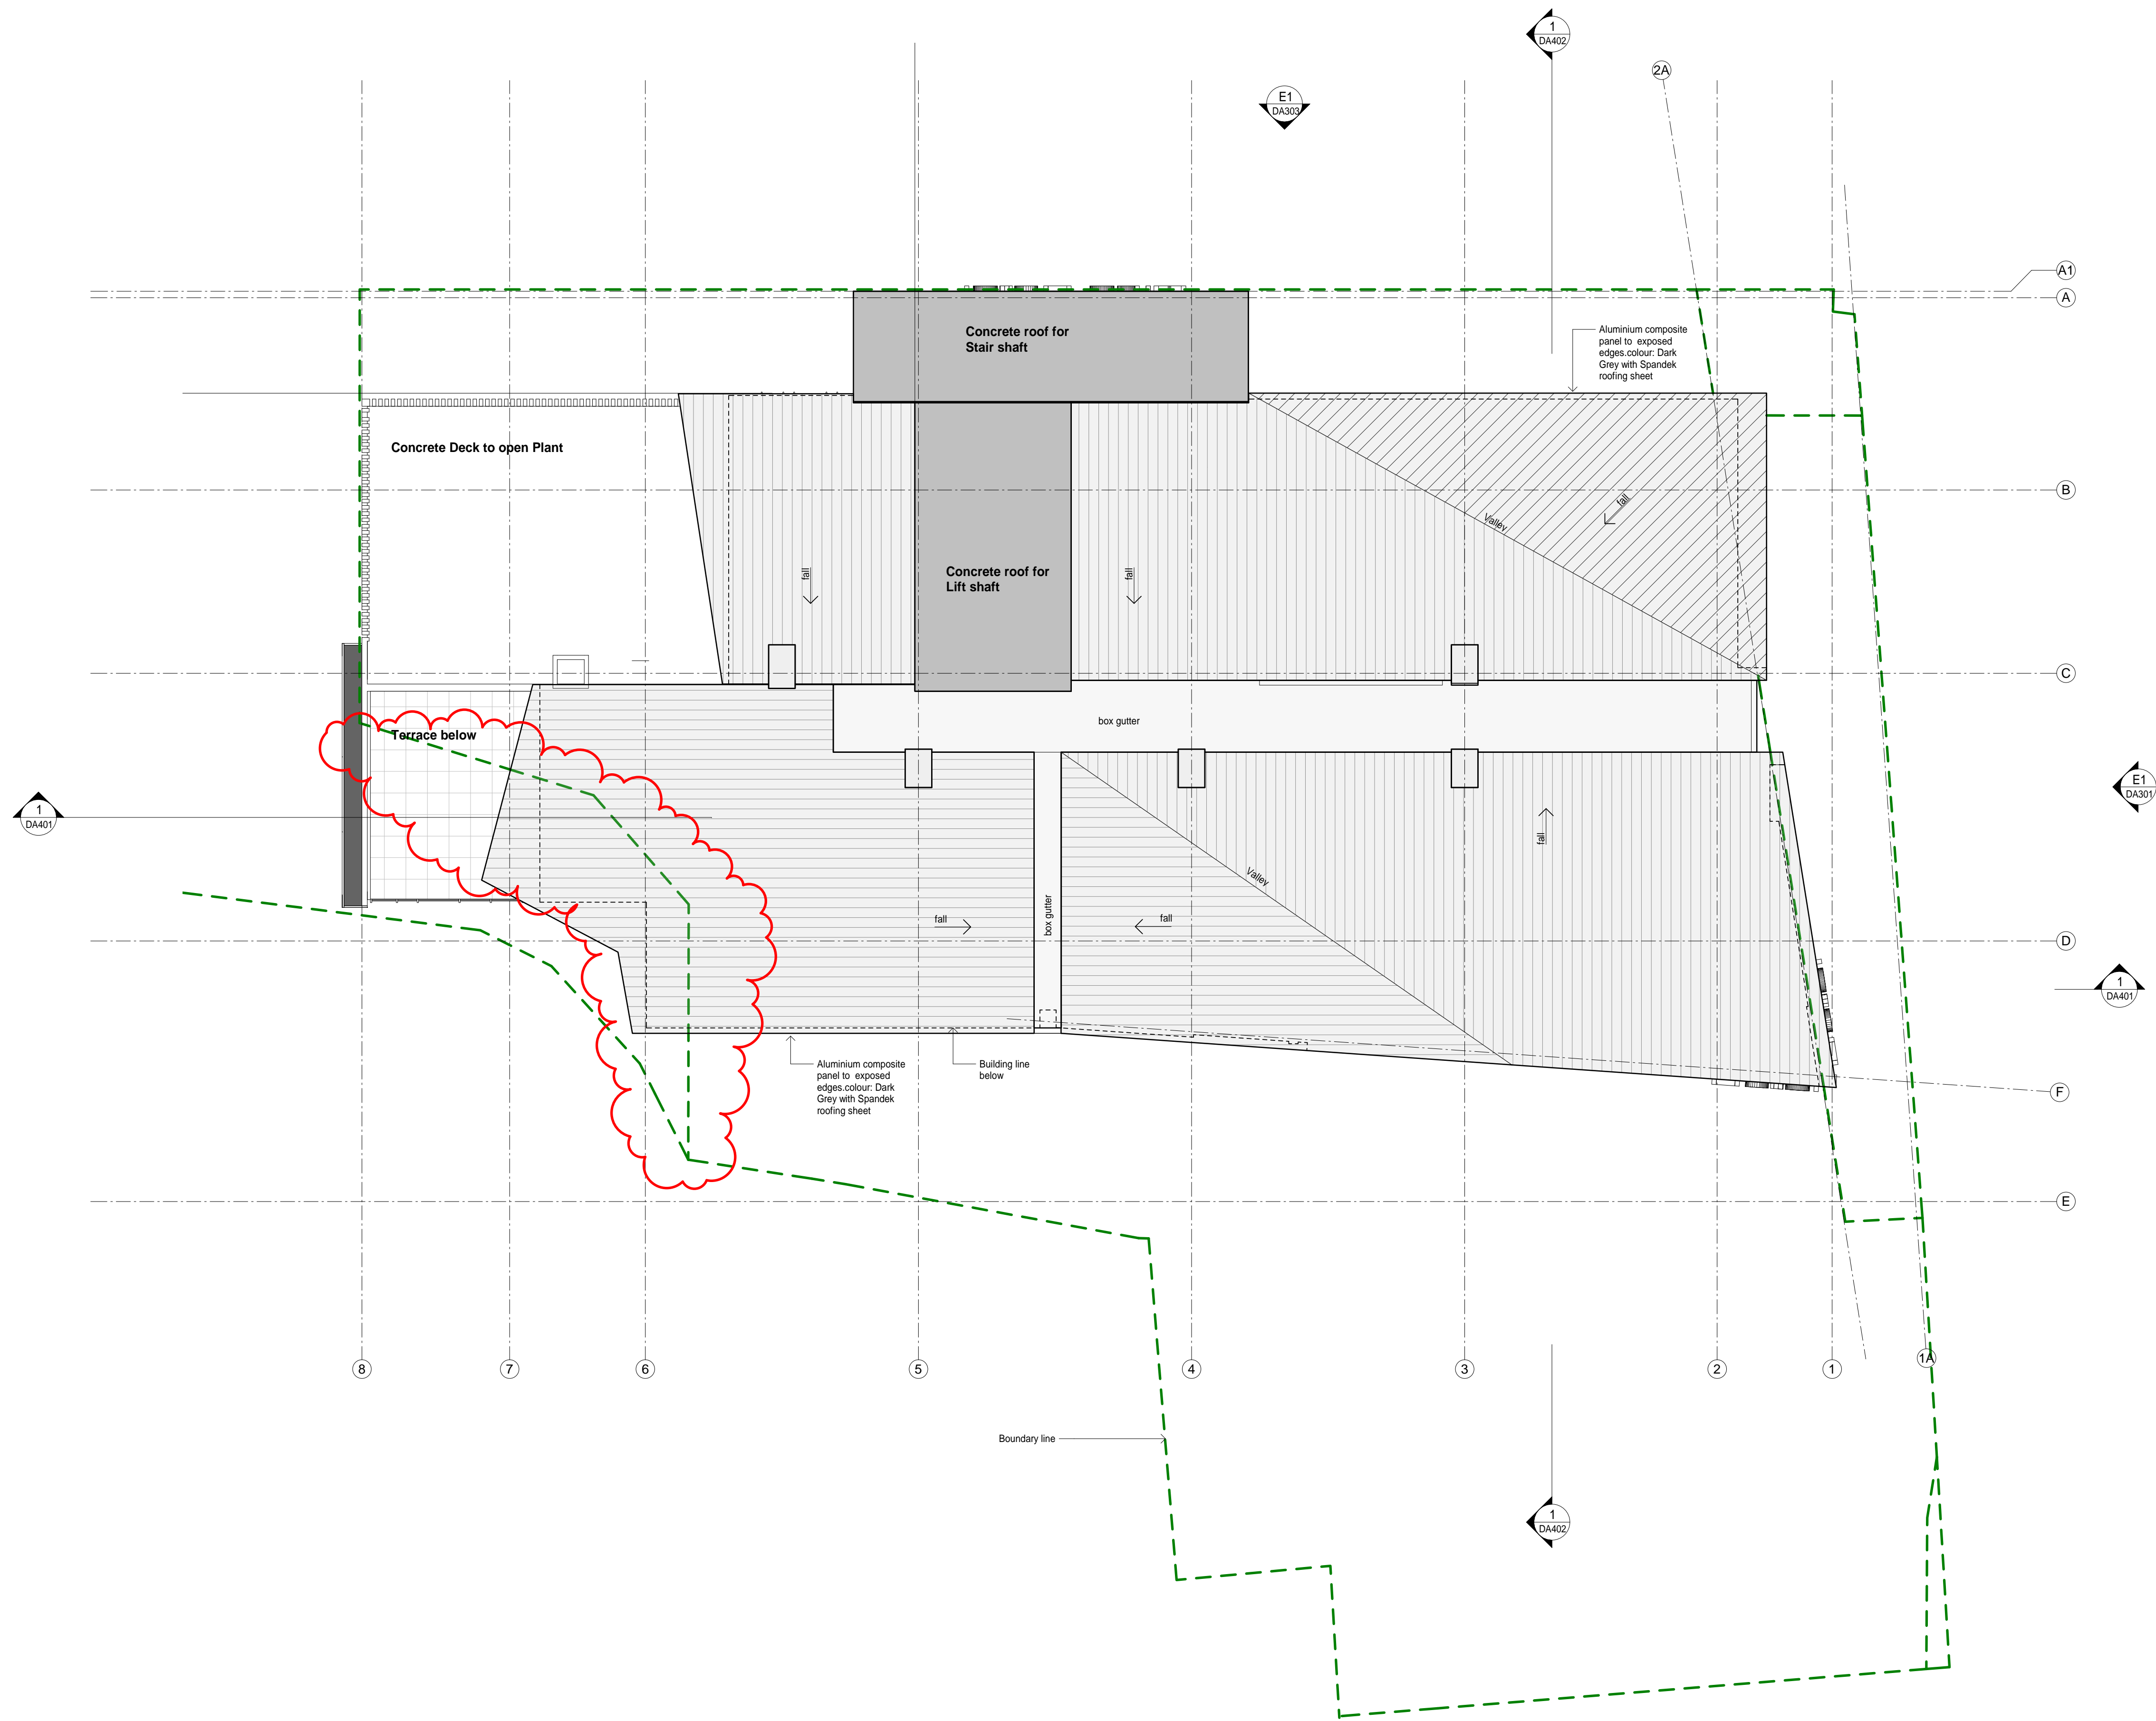 1
DA402
2A
E1
DA303
A1
A
Concrete roof for
Stair shaft
Aluminium composite
panel to exposed
edges.colour: Dark
Grey with Spandek
roofing sheet
Concrete Deck to open Plant
B
fall
Valley
Concrete roof for
Lift shaft
fall
fall
C
box gutter
Terrace below
E1
DA301
1
DA401
fall
Valley
box gutter
fall
fall
D
1
DA401
Aluminium composite
panel to exposed
edges.colour: Dark
Grey with Spandek
roofing sheet
Building line
below
F
E
8
7
6
5
4
3
2
1
1A
Boundary line
1
DA402